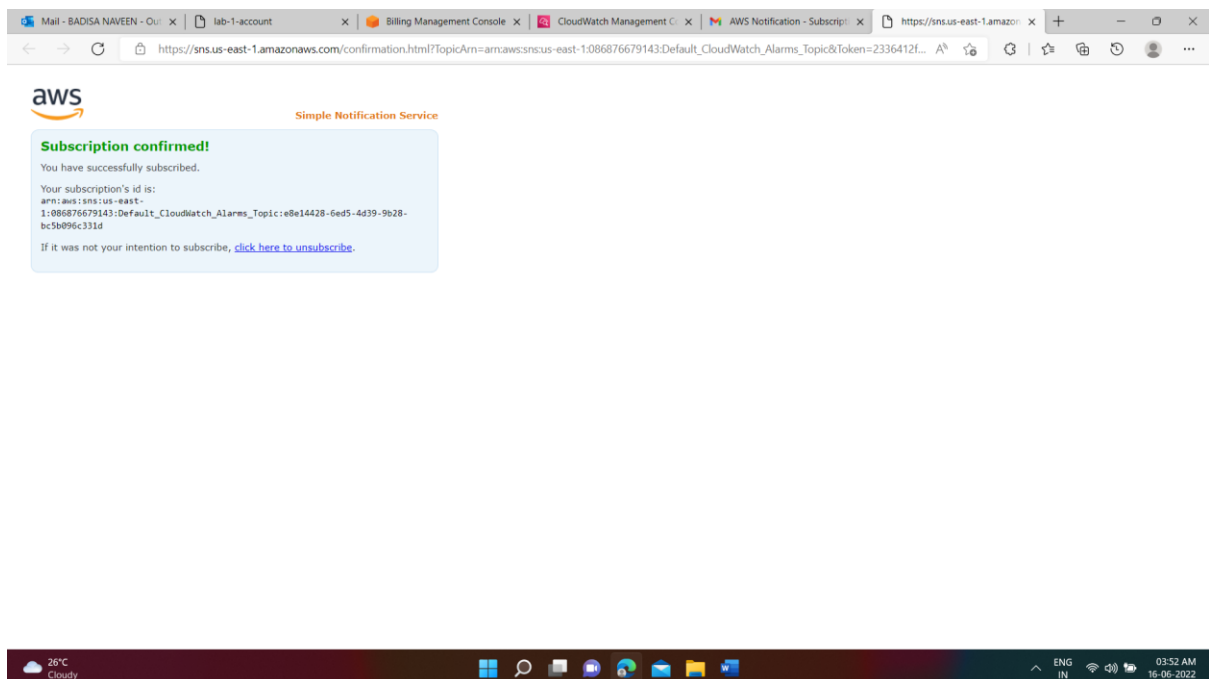 Mail - BADISA NAVEEN - Out
lab-1-account
Billing Management Console
CloudWatch Management C
AWS Notification - Subscripti
https://sns.us-east-1.amazon
https://sns.us-east-1.amazonaws.com/confirmation.html?TopicArn=arn:aws:sns:us-east-1:086876679143:Default_CloudWatch_Alarms_Topic&Token=2336412f...
aws
Simple Notification Service
Subscription confirmed!
You have successfully subscribed.
Your subscription's id is:
arn:aws:sns:us-east-
1:086876679143:Default_CloudWatch_Alarms_Topic:e8e14428-6ed5-4d39-9b28-
bc5b096c331d
If it was not your intention to subscribe, click here to unsubscribe.
26°C
Cloudy
ENG
IN
03:52 AM
16-06-2022